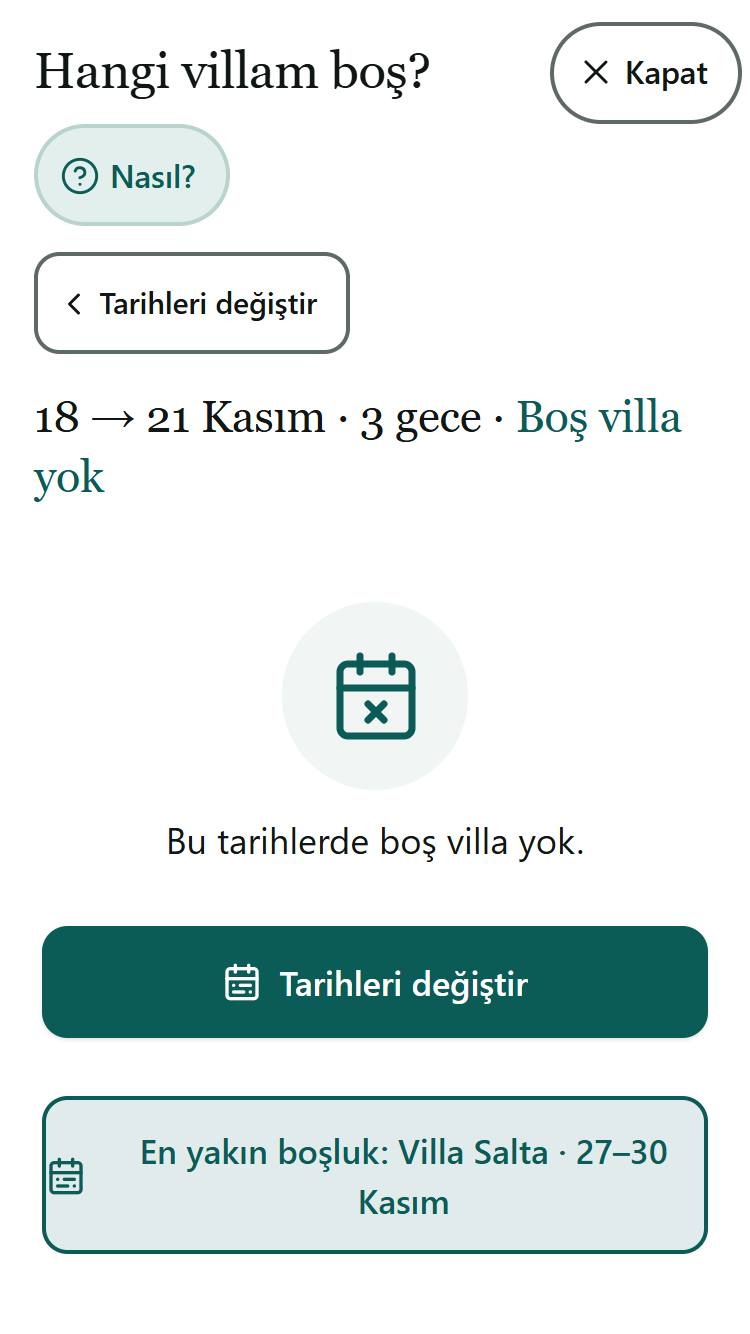 Hangi villam boş?
Kapat
Nasıl?
Tarihleri değiştir
18 → 21 Kasım · 3 gece · Boş villa
yok
Bu tarihlerde boş villa yok.
Tarihleri değiştir
En yakın boşluk: Villa Salta · 27–30
Kasım